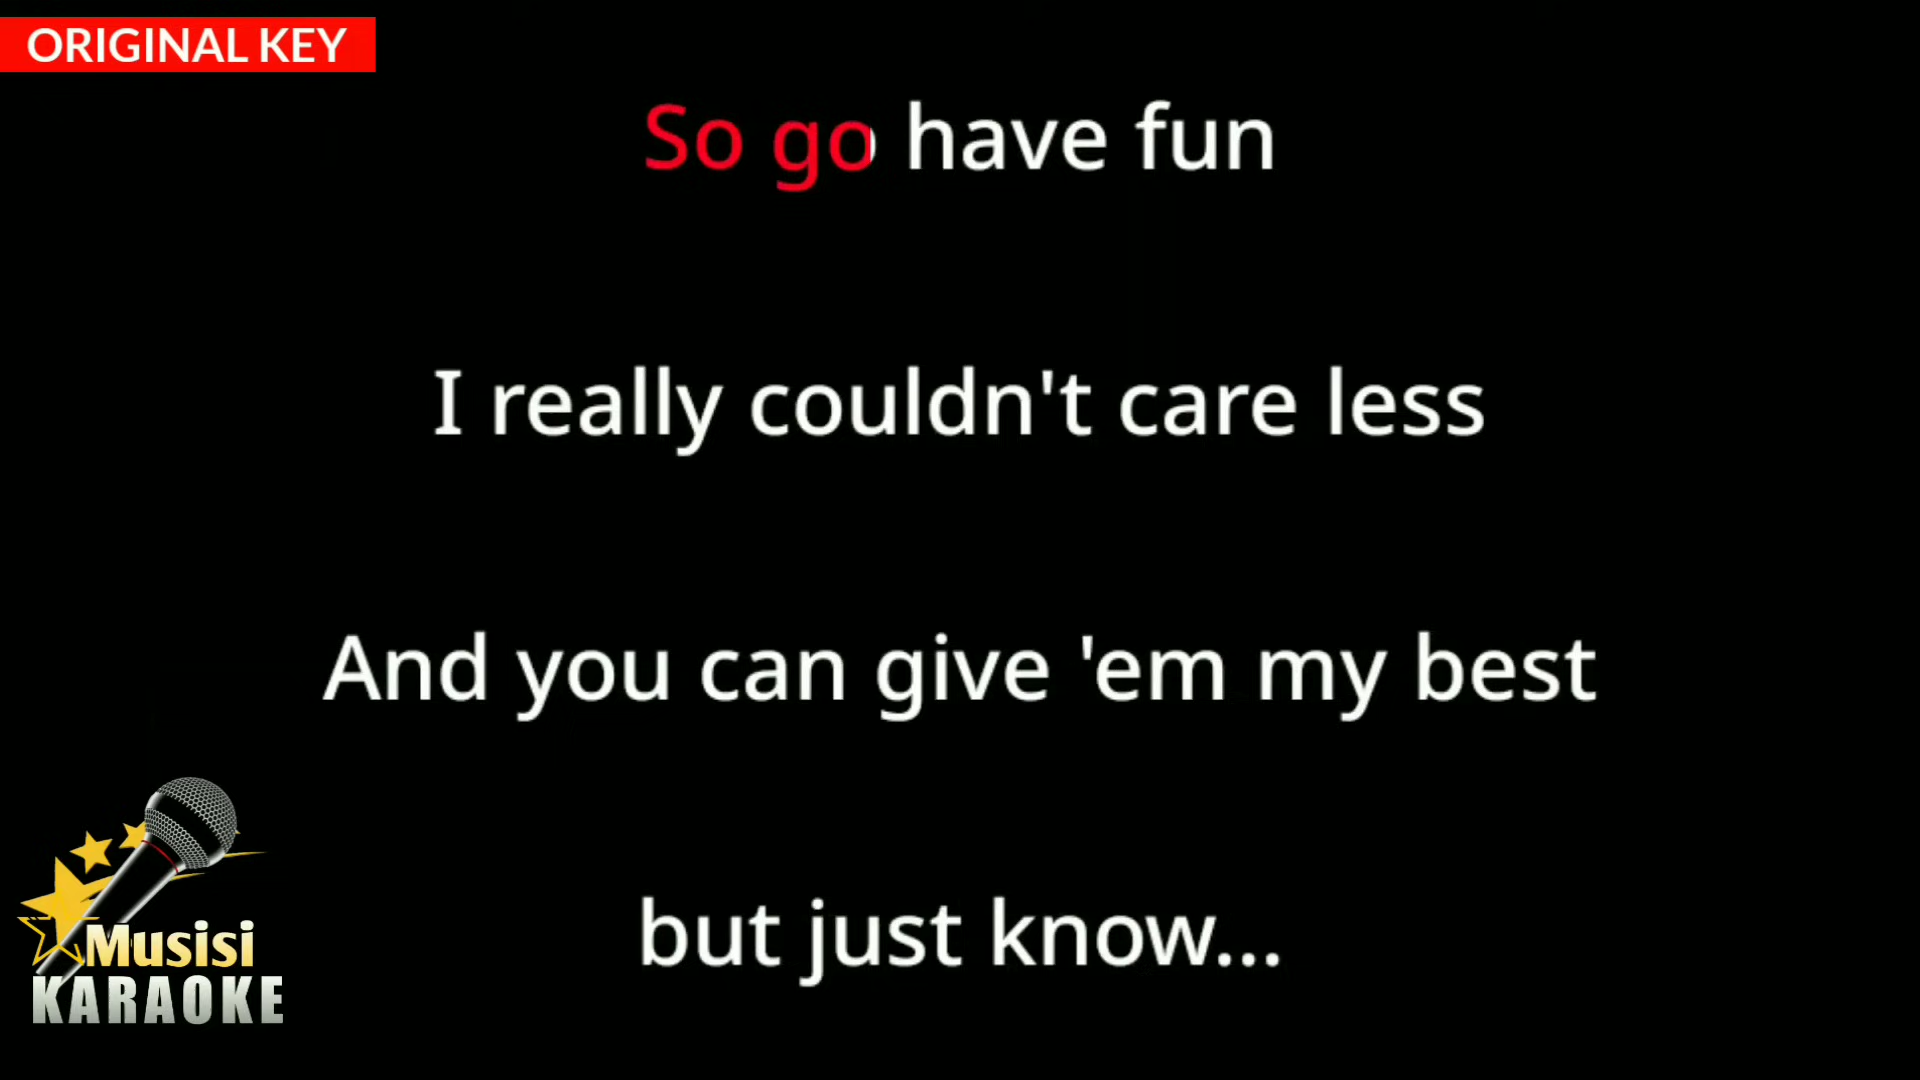 ORIGINAL KEY
So go have fun
I really couldn't care less
And you can give 'em my best
but just know...
Musisi
KARAOKE